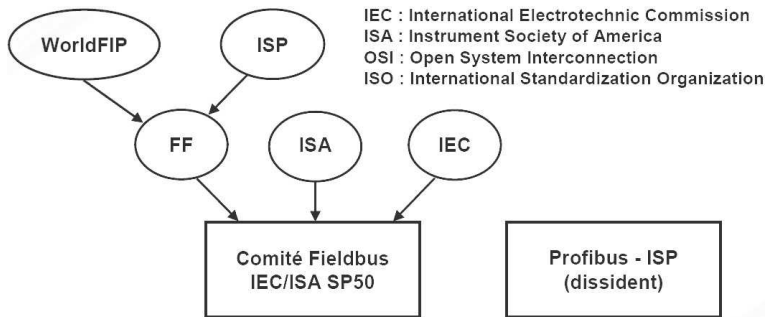 WorldFIP
ISP
IEC : International Electrotechnic Commission
ISA : Instrument Society of America
OSI : Open System Interconnection
ISO : International Standardization Organization
FF
ISA
IEC
Comité Fieldbus
IEC/ISA SP50
Profibus - ISP
(dissident)